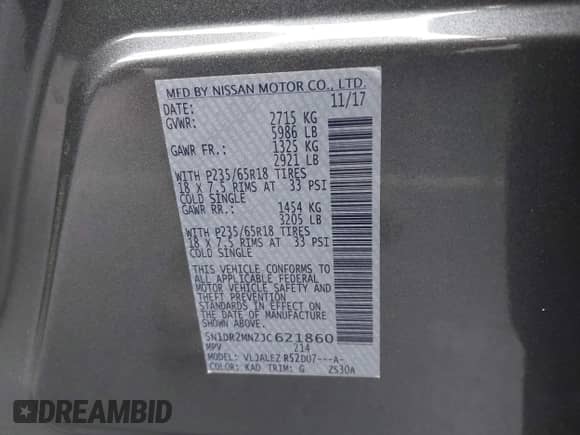 MFD BY NISSAN MOTOR CO., LTD.
DATE: 11/17
GVWR: 2715 KG
5986 LB
GAWR FR.: 1325 KG
2921 LB
WITH P235/65R18 TIRES
18 X 7.5 RIMS AT 33 PSI
COLD SINGLE
GAWR RR.: 1454 KG
3205 LB
WITH P235/65R18 TIRES
18 X 7.5 RIMS AT 33 PSI
COLD SINGLE
THIS VEHICLE CONFORMS TO
ALL APPLICABLE FEDERAL
MOTOR VEHICLE SAFETY AND
THEFT PREVENTION
STANDARDS IN EFFECT ON
THE DATE OF MANUFACTURE
SHOWN ABOVE.
5N1DR2MN2JC621860
MPV 214
MODEL: VLJALEZ R52DU7---A-
COLOR: KAD TRIM: G ZS30A
DREAMBID